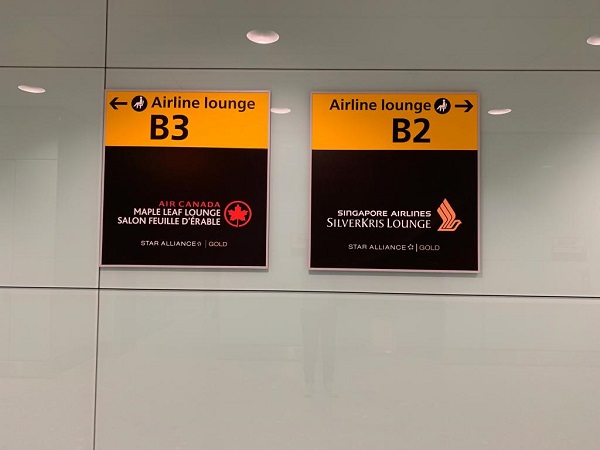 ← Airline lounge
B3
AIR CANADA
MAPLE LEAF LOUNGE
SALON FEUILLE D'ÉRABLE
STAR ALLIANCE | GOLD
Airline lounge →
B2
SINGAPORE AIRLINES
SILVERKRIS LOUNGE
STAR ALLIANCE | GOLD